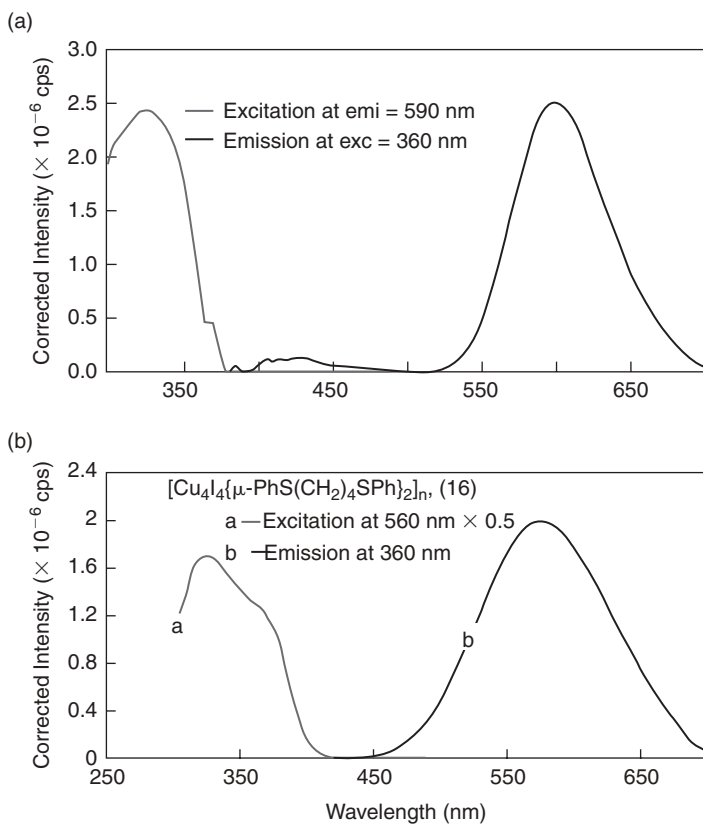 (a)
3.0
2.5
2.0
1.5
1.0
0.5
0.0
Corrected Intensity (× 10⁻⁶ cps)
Excitation at emi = 590 nm
Emission at exc = 360 nm
350
450
550
650
(b)
2.4
2
1.6
1.2
0.8
0.4
0
Corrected Intensity (× 10⁻⁶ cps)
[Cu₄I₄{μ-PhS(CH₂)₄SPh}₂]ₙ, (16)
a Excitation at 560 nm × 0.5
b Emission at 360 nm
a
b
250
350
450
550
650
Wavelength (nm)